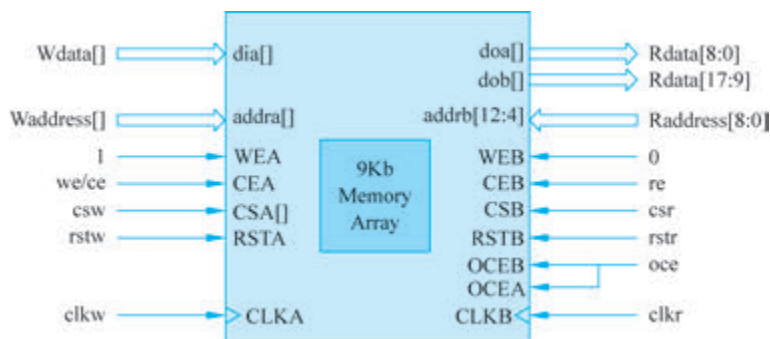 Wdata[] dia[] doa[] Rdata[8:0]
dob[] Rdata[17:9]
Waddress[] addra[] addrb[12:4] Raddress[8:0]
1 WEA WEB 0
we/ce CEA CEB re
csw CSA[] CSB csr
rstw RSTA RSTB rstr
9Kb
Memory
Array
OCEB oce
OCEA
clkw CLKA CLKB clkr